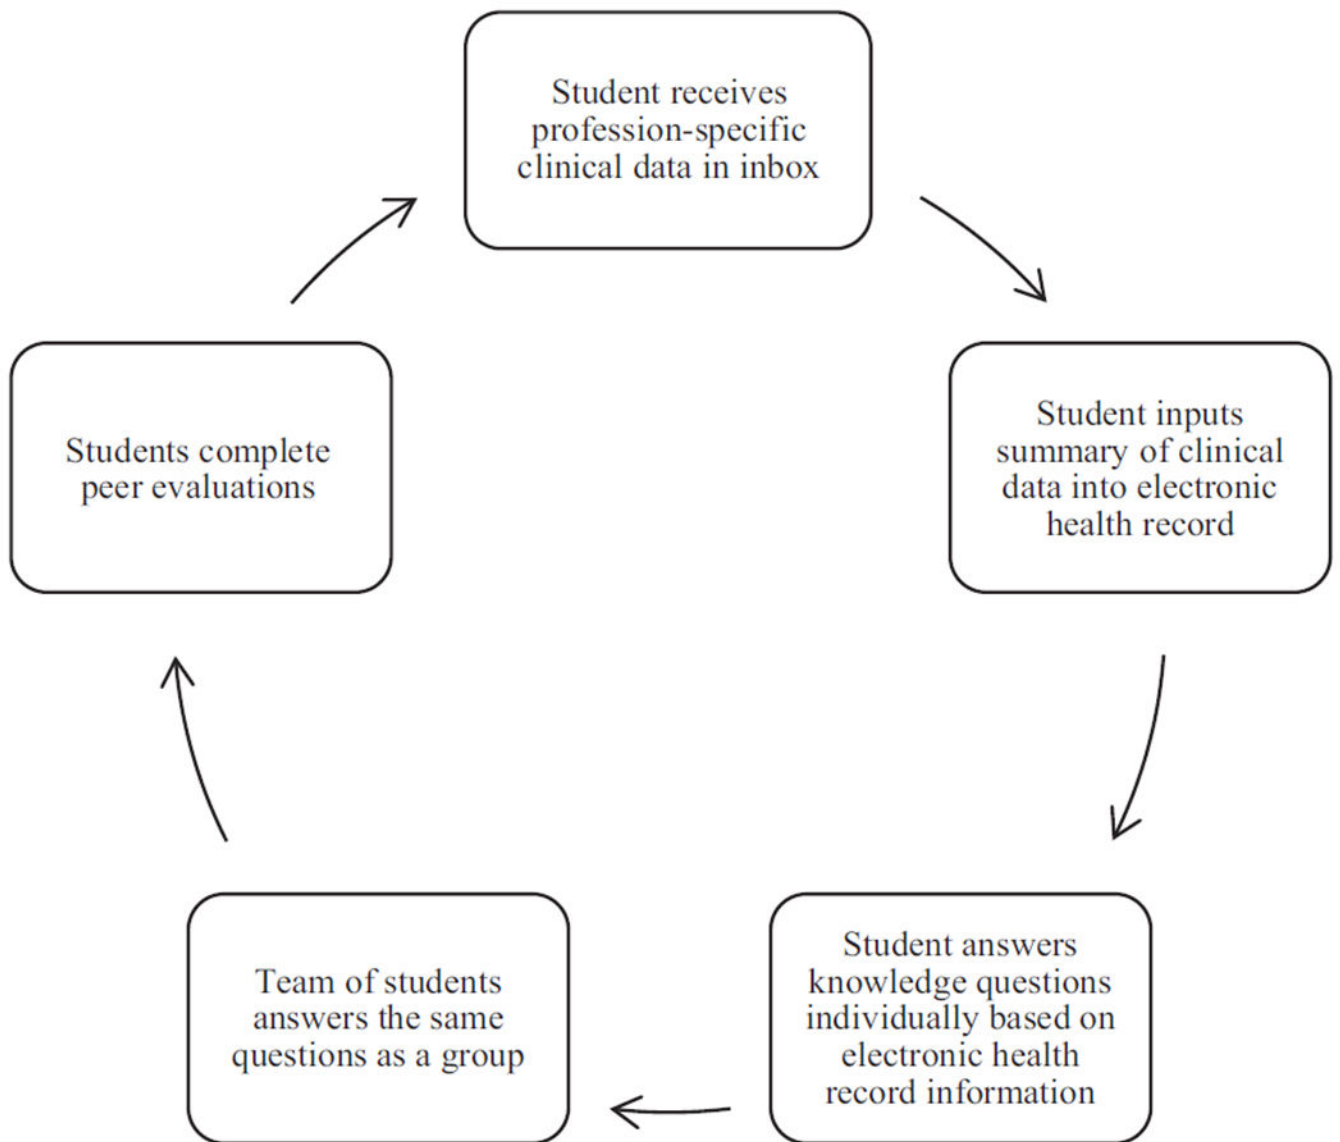 Student receives
profession-specific
clinical data in inbox
Student inputs
summary of clinical
data into electronic
health record
Student answers
knowledge questions
individually based on
electronic health
record information
Team of students
answers the same
questions as a group
Students complete
peer evaluations